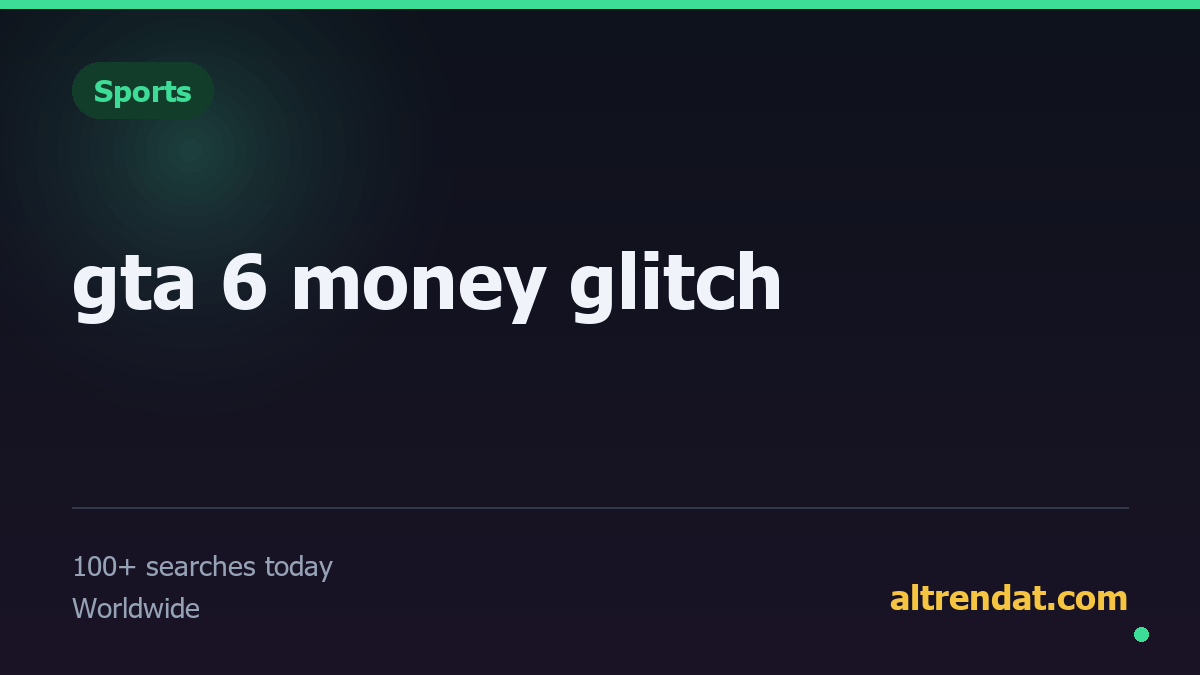 Sports
gta 6 money glitch
100+ searches today
Worldwide
altrendat.com